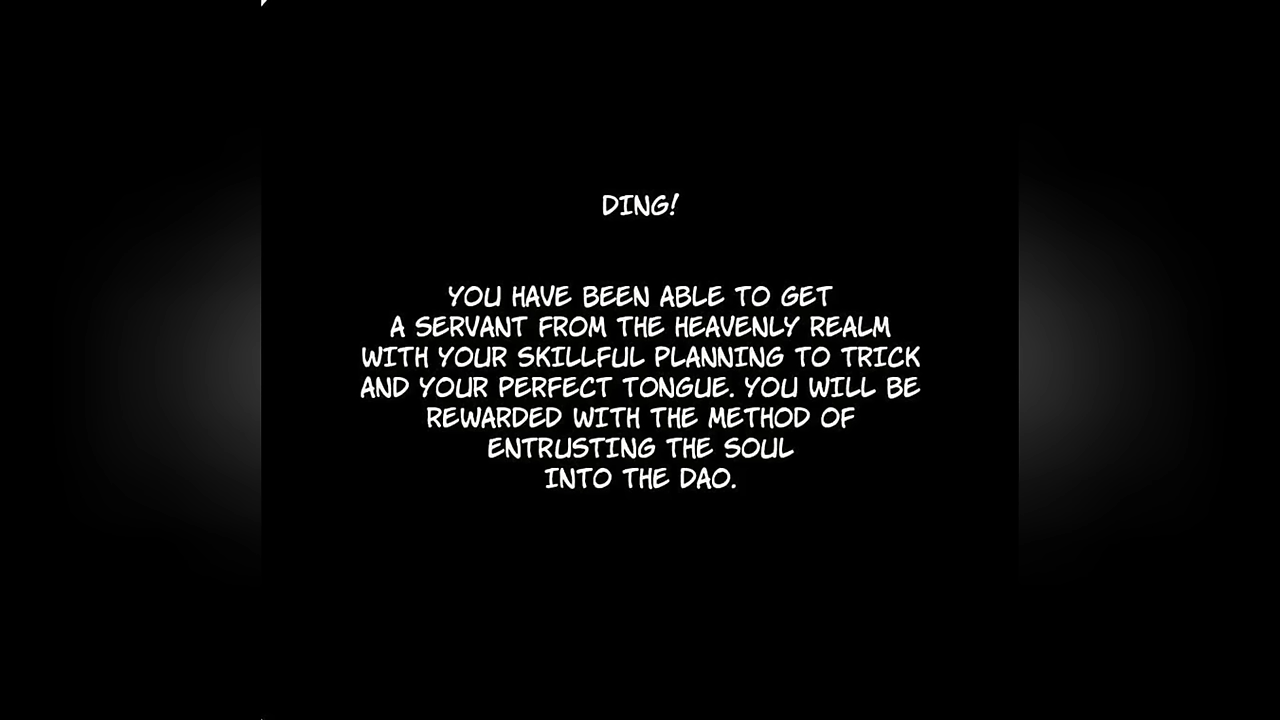 DING!
YOU HAVE BEEN ABLE TO GET
A SERVANT FROM THE HEAVENLY REALM
WITH YOUR SKILLFUL PLANNING TO TRICK
AND YOUR PERFECT TONGUE. YOU WILL BE
REWARDED WITH THE METHOD OF
ENTRUSTING THE SOUL
INTO THE DAO.